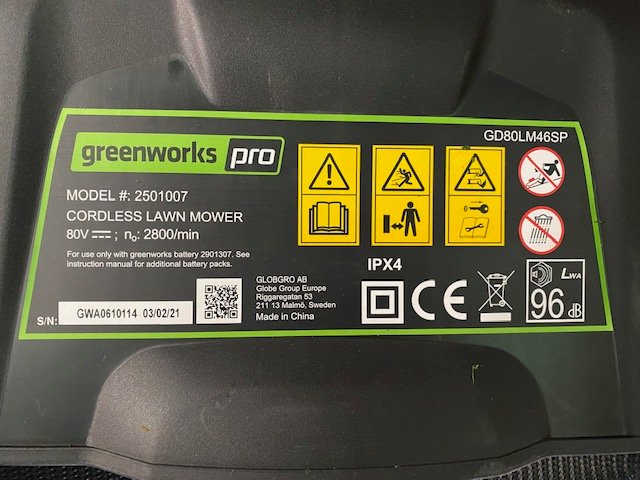 greenworks pro
GD80LM46SP
MODEL #: 2501007
CORDLESS LAWN MOWER
80V ⎓ ; n₀: 2800/min
For use only with greenworks battery 2901307. See
instruction manual for additional battery packs.
S/N: GWA0610114 03/02/21
GLOBGRO AB
Globe Group Europe
Riggaregatan 53
211 13 Malmö, Sweden
Made in China
IPX4
CE
LWA
96 dB